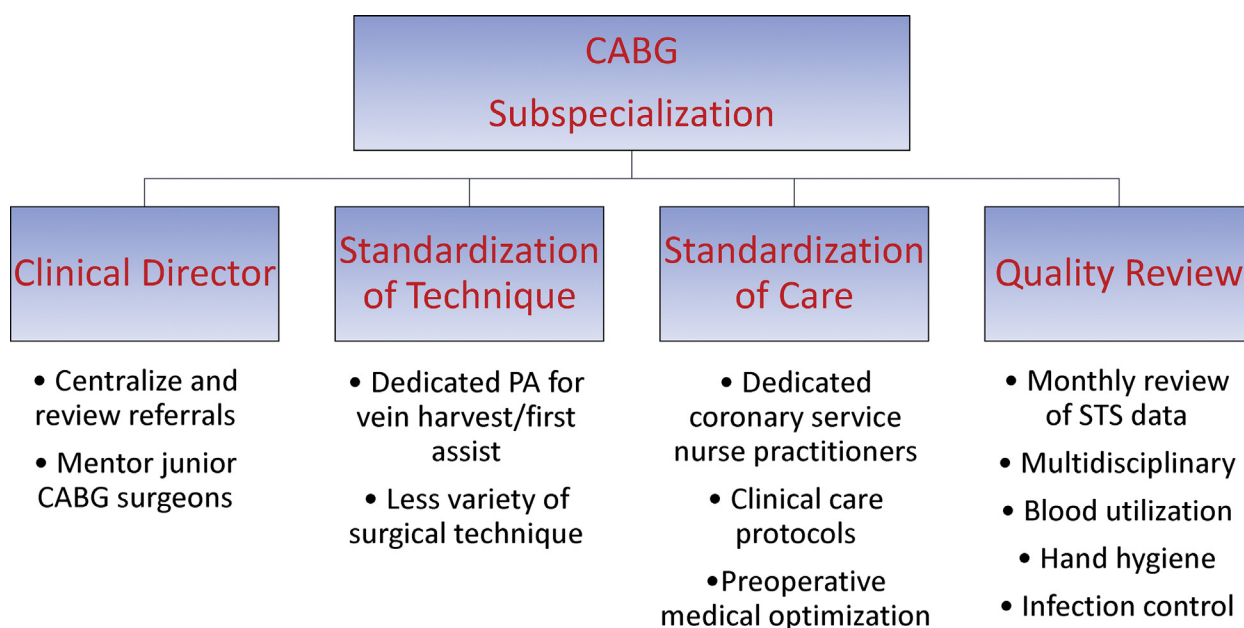 CABG
Subspecialization
Clinical Director
• Centralize and
review referrals
• Mentor junior
CABG surgeons
Standardization
of Technique
• Dedicated PA for
vein harvest/first
assist
• Less variety of
surgical technique
Standardization
of Care
• Dedicated
coronary service
nurse practitioners
• Clinical care
protocols
•Preoperative
medical optimization
Quality Review
• Monthly review
of STS data
• Multidisciplinary
• Blood utilization
• Hand hygiene
• Infection control